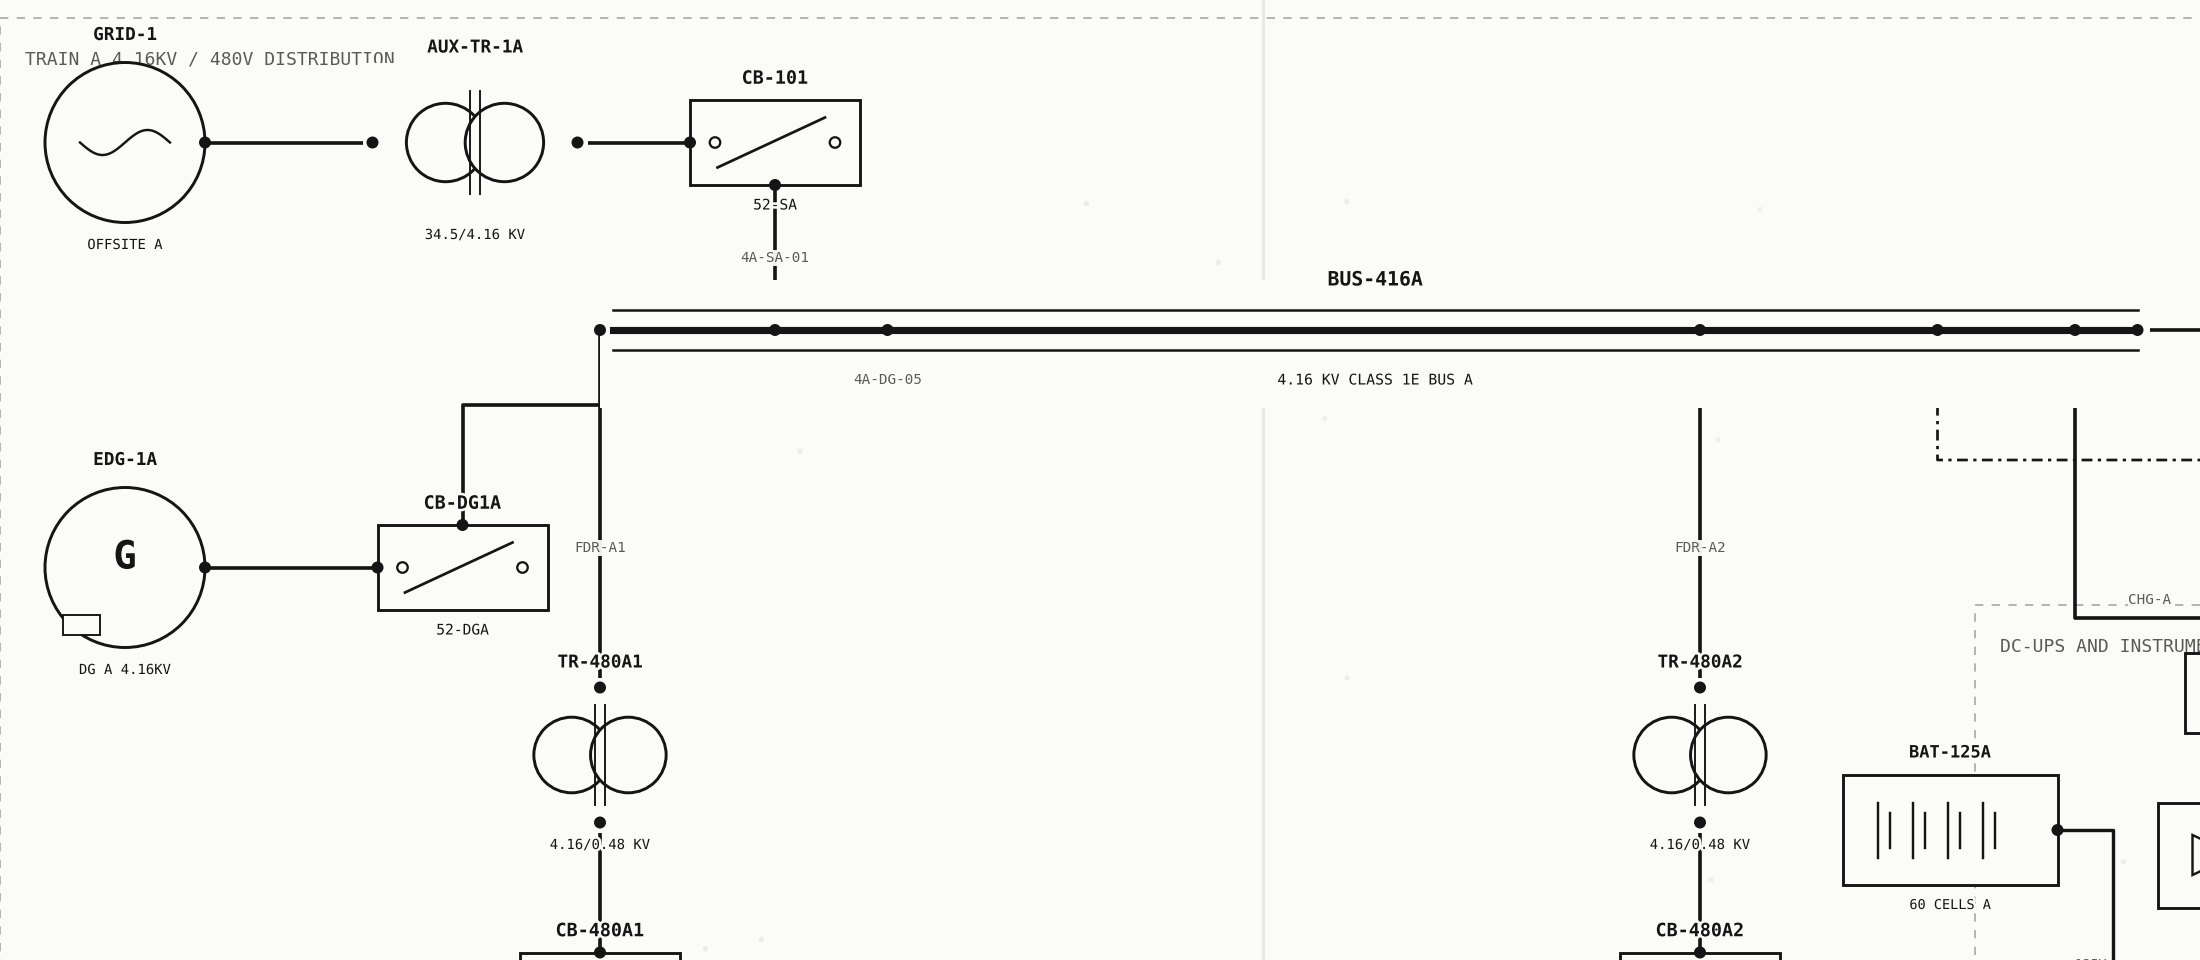 GRID-1
TRAIN A 4.16KV / 480V DISTRIBUTION
AUX-TR-1A
CB-101
52-SA
34.5/4.16 KV
OFFSITE A
4A-SA-01
BUS-416A
4A-DG-05
4.16 KV CLASS 1E BUS A
EDG-1A
G
DG A 4.16KV
CB-DG1A
52-DGA
FDR-A1
FDR-A2
CHG-A
DC-UPS AND
TR-480A1
TR-480A2
4.16/0.48 KV
4.16/0.48 KV
BAT-125A
60 CELLS A
CB-480A1
CB-480A2